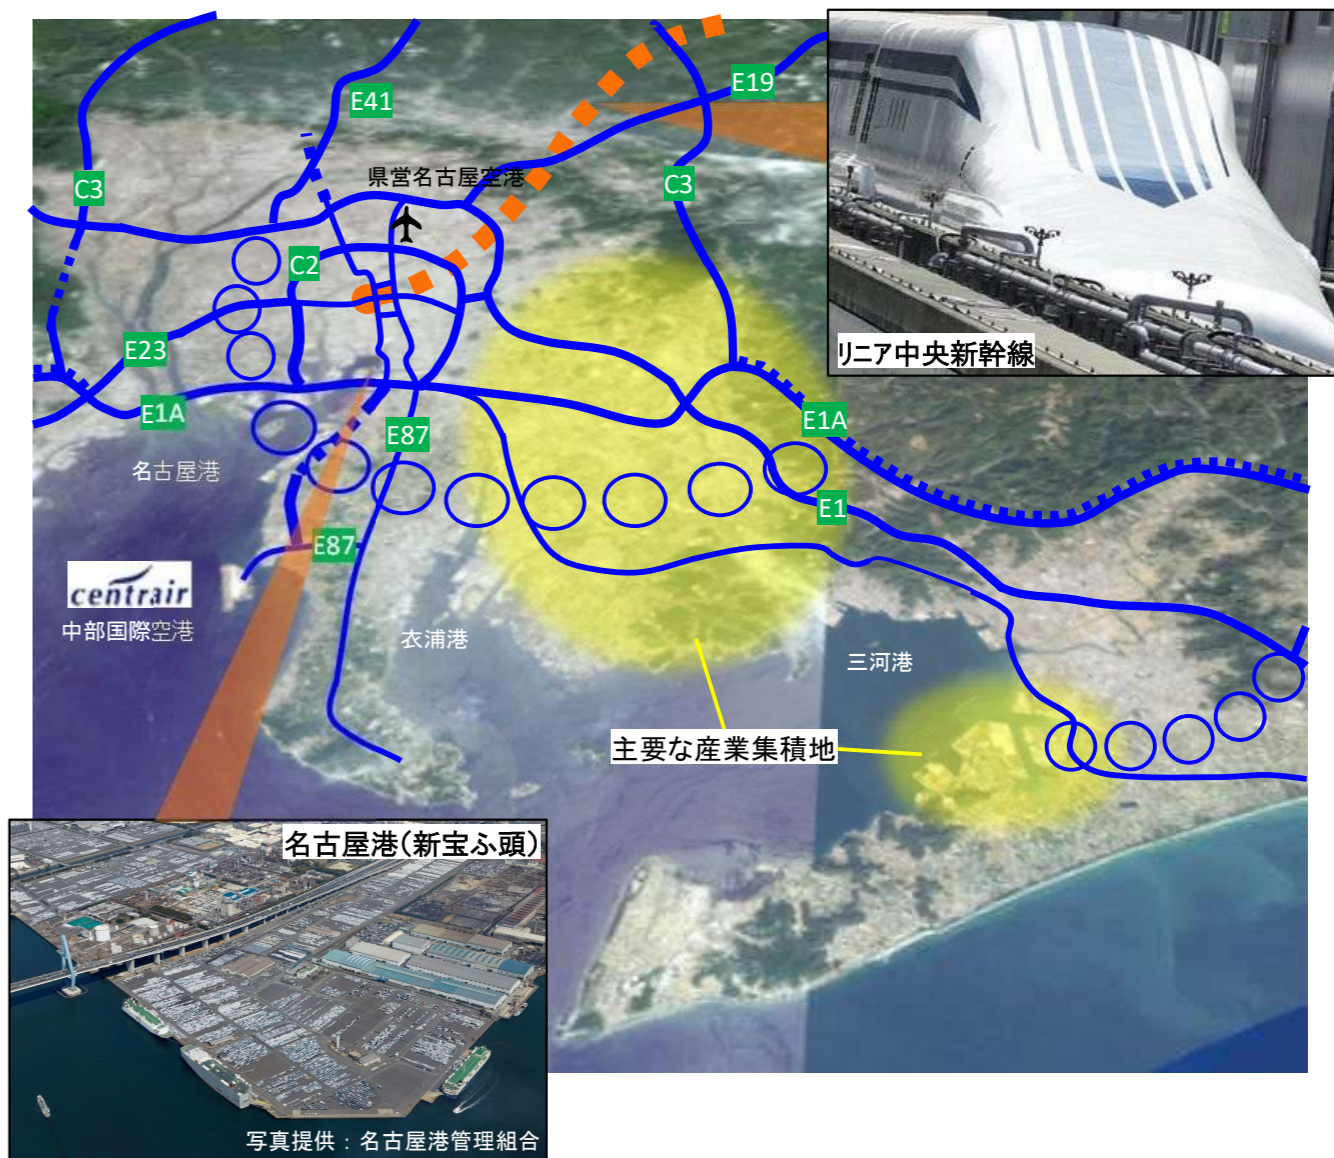 E41
E19
C3
C3
県営名古屋空港
C2
リニア中央新幹線
E23
E1A
E1A
E87
名古屋港
E1
E87
centrair
中部国際空港
衣浦港
三河港
主要な産業集積地
名古屋港(新宝ふ頭)
写真提供：名古屋港管理組合